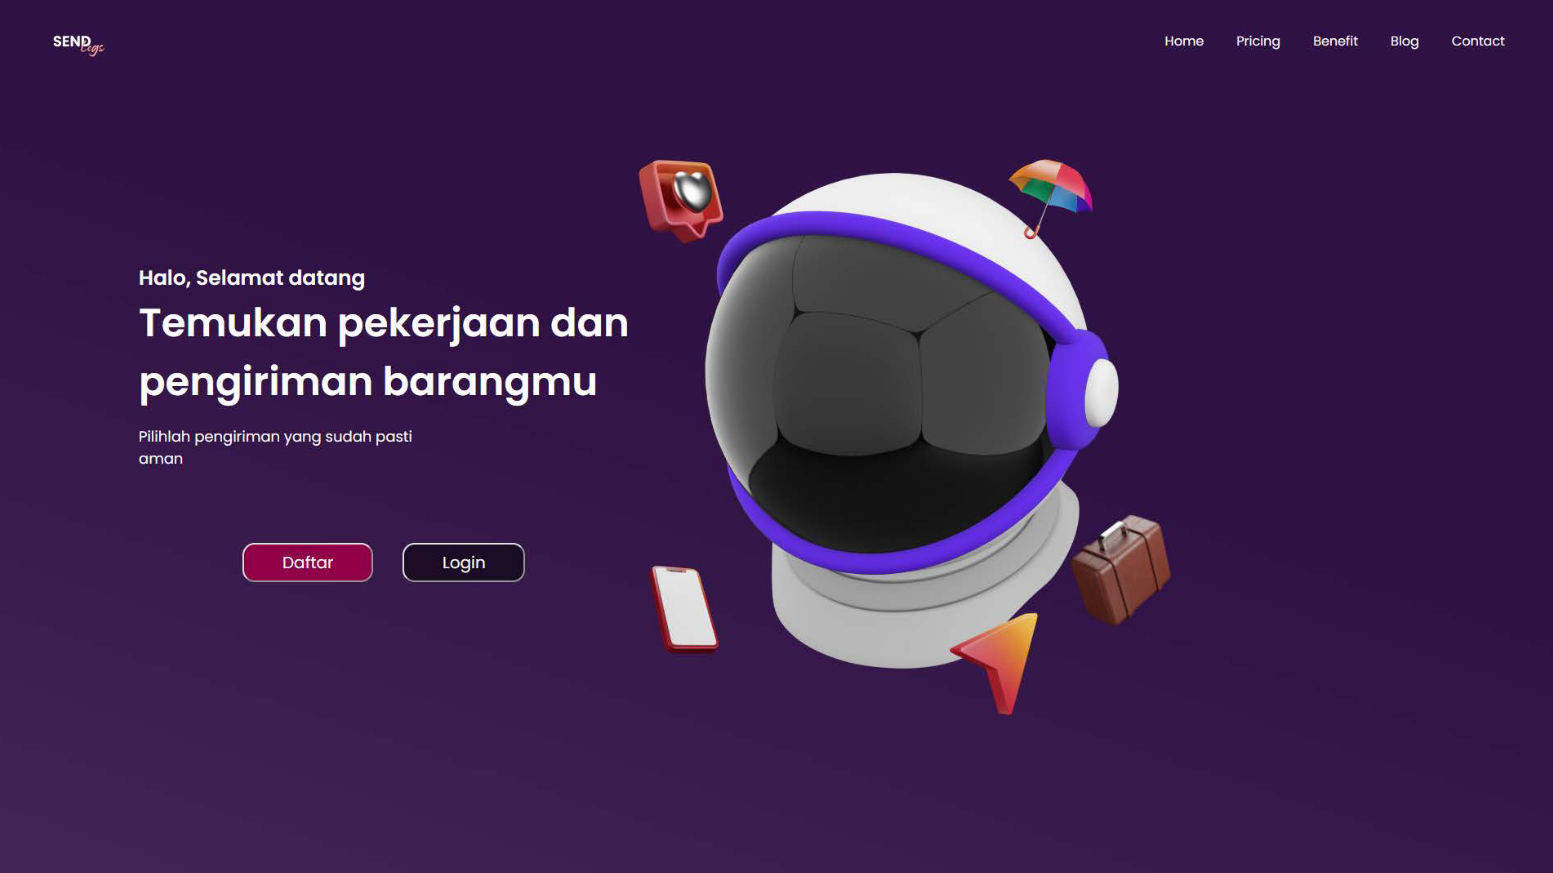 SEND
Legs
Home
Pricing
Benefit
Blog
Contact
Halo, Selamat datang
Temukan pekerjaan dan
pengiriman barangmu
Pilihlah pengiriman yang sudah pasti
aman
Daftar
Login